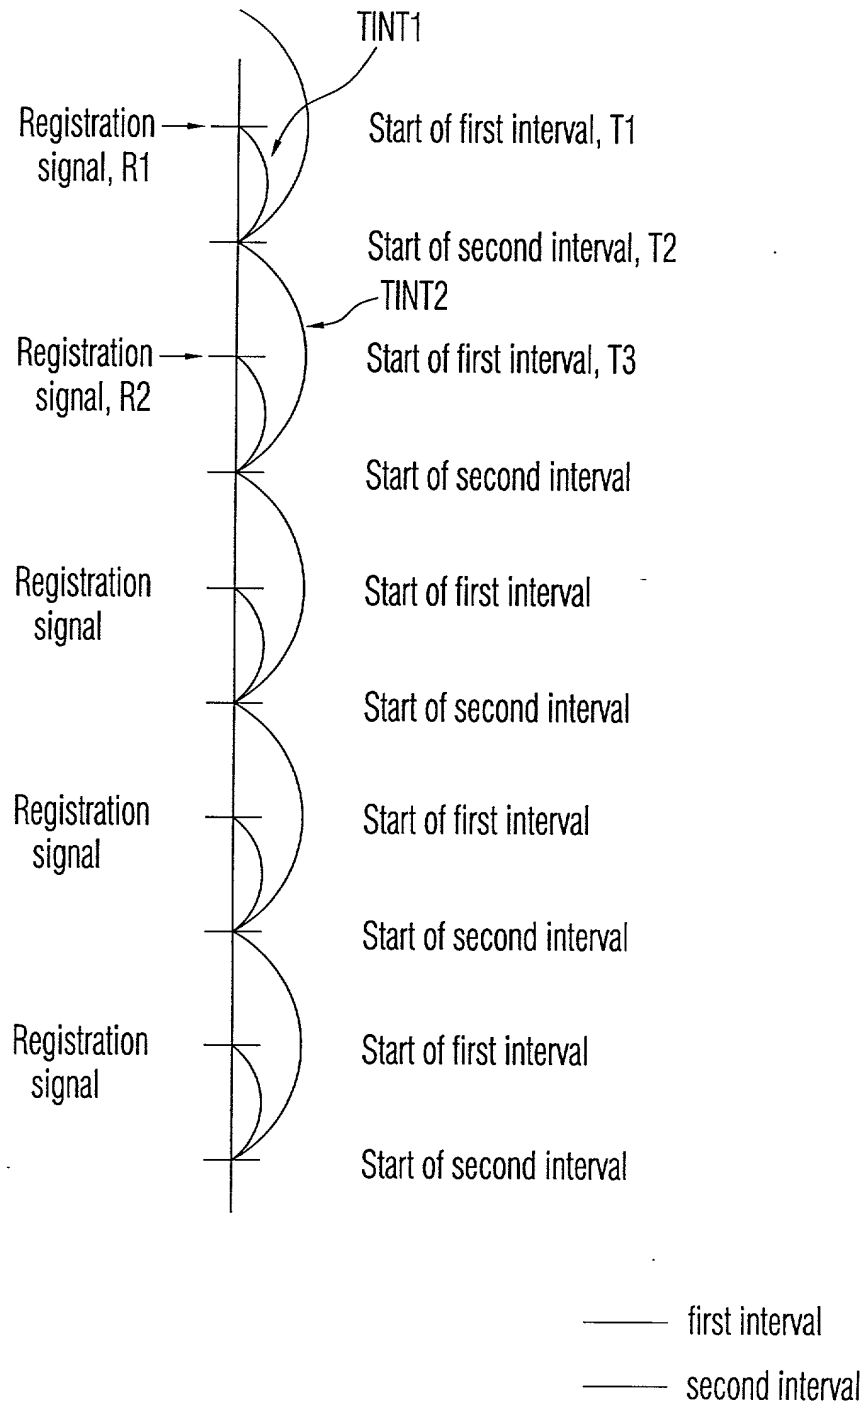 TINT1
Registration
signal, R1
Start of first interval, T1
Start of second interval, T2
TINT2
Registration
signal, R2
Start of first interval, T3
Start of second interval
Registration
signal
Start of first interval
Start of second interval
Registration
signal
Start of first interval
Start of second interval
Registration
signal
Start of first interval
Start of second interval
first interval
second interval